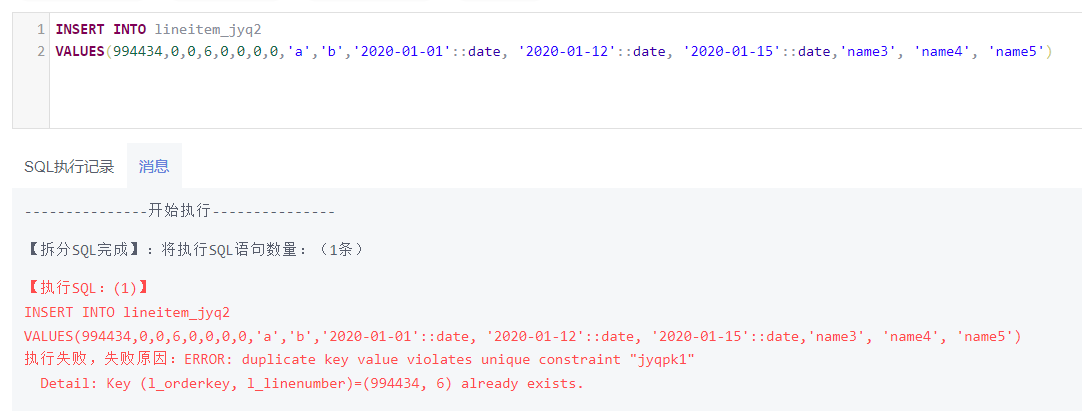 1 INSERT INTO lineitem_jyq2
2 VALUES(994434,0,0,6,0,0,0,0,'a','b','2020-01-01'::date, '2020-01-12'::date, '2020-01-15'::date,'name3', 'name4', 'name5')
SQL执行记录 消息
---------------开始执行---------------
【拆分SQL完成】:将执行SQL语句数量:(1条)
【执行SQL:(1)】
INSERT INTO lineitem_jyq2
VALUES(994434,0,0,6,0,0,0,0,'a','b','2020-01-01'::date, '2020-01-12'::date, '2020-01-15'::date,'name3', 'name4', 'name5')
执行失败,失败原因:ERROR: duplicate key value violates unique constraint "jyqpk1"
Detail: Key (l_orderkey, l_linenumber)=(994434, 6) already exists.